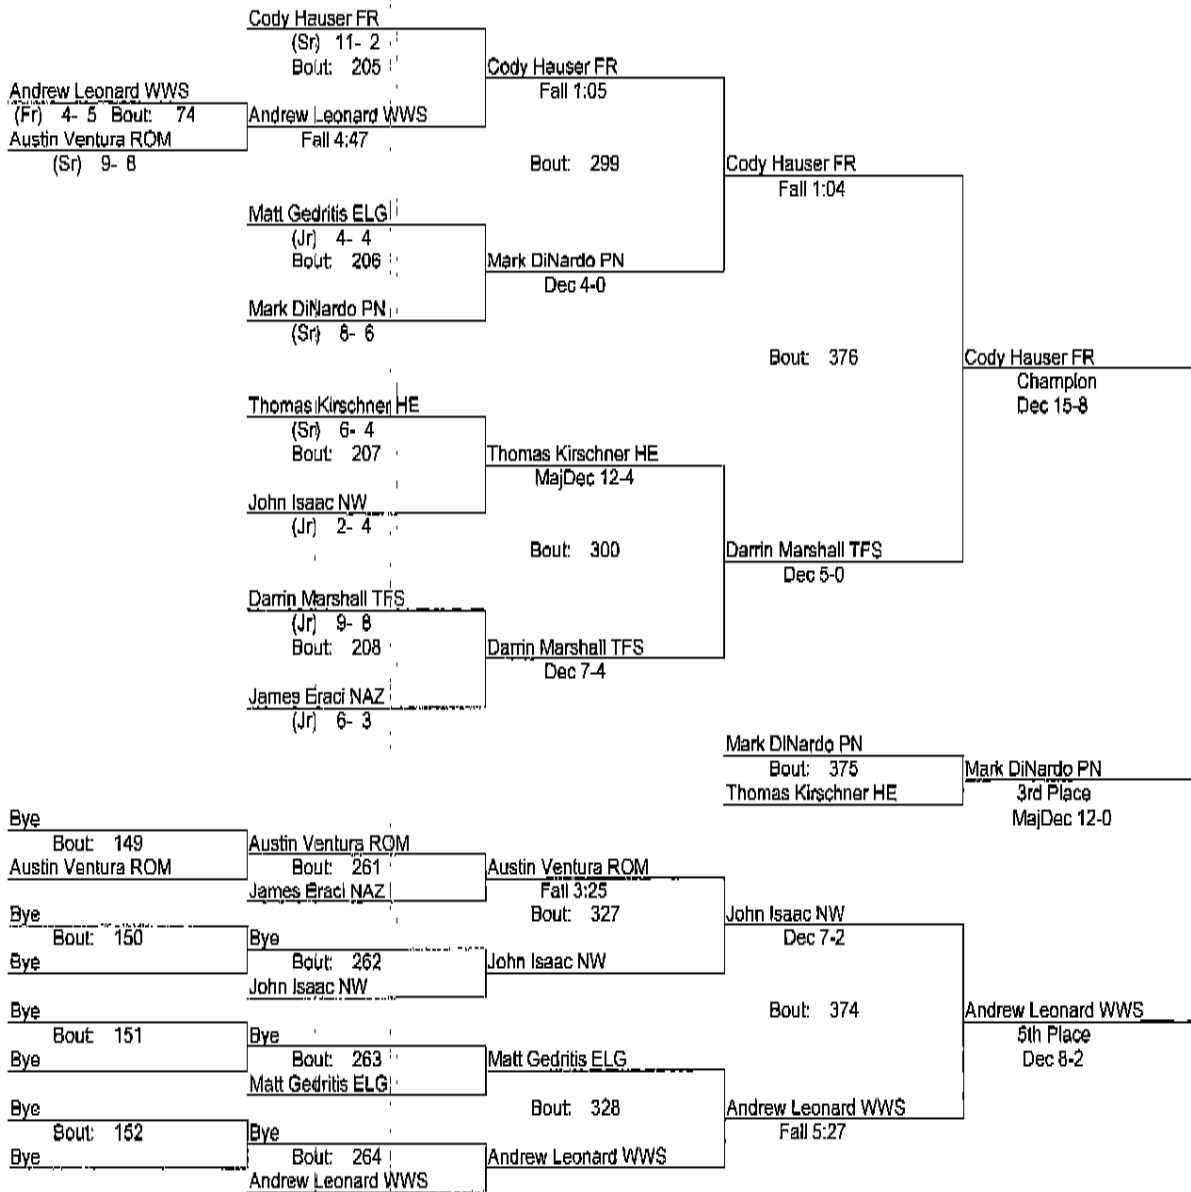 Cody Hauser FR
(Sr) 11- 2
Bout: 205
Cody Hauser FR
Fall 1:05
Andrew Leonard WWS
(Fr) 4- 5 Bout: 74
Andrew Leonard WWS
Fall 4:47
Austin Ventura ROM
(Sr) 9- 8
Bout: 299
Cody Hauser FR
Fall 1:04
Matt Gedritis ELG
(Jr) 4- 4
Bout: 206
Mark DiNardo PN
Dec 4-0
Mark DiNardo PN
(Sr) 8- 6
Bout: 376
Cody Hauser FR
Champion
Dec 15-8
Thomas Kirschner HE
(Sr) 6- 4
Bout: 207
Thomas Kirschner HE
MajDec 12-4
John Isaac NW
(Jr) 2- 4
Bout: 300
Darrin Marshall TFS
Dec 5-0
Darrin Marshall TFS
(Jr) 9- 8
Bout: 208
Darrin Marshall TFS
Dec 7-4
James Eraci NAZ
(Jr) 6- 3
Mark DiNardo PN
Bout: 375
Mark DiNardo PN
3rd Place
MajDec 12-0
Thomas Kirschner HE
Bye
Bout: 149
Austin Ventura ROM
Austin Ventura ROM
Bout: 261
James Eraci NAZ
Austin Ventura ROM
Fall 3:25
Bout: 327
John Isaac NW
Dec 7-2
Bye
Bout: 150
Bye
Bye
Bout: 262
John Isaac NW
John Isaac NW
Bout: 374
Andrew Leonard WWS
5th Place
Dec 8-2
Bye
Bout: 151
Bye
Bye
Bout: 263
Matt Gedritis ELG
Matt Gedritis ELG
Bout: 328
Andrew Leonard WWS
Fall 5:27
Bye
Bout: 152
Bye
Bye
Bout: 264
Andrew Leonard WWS
Andrew Leonard WWS